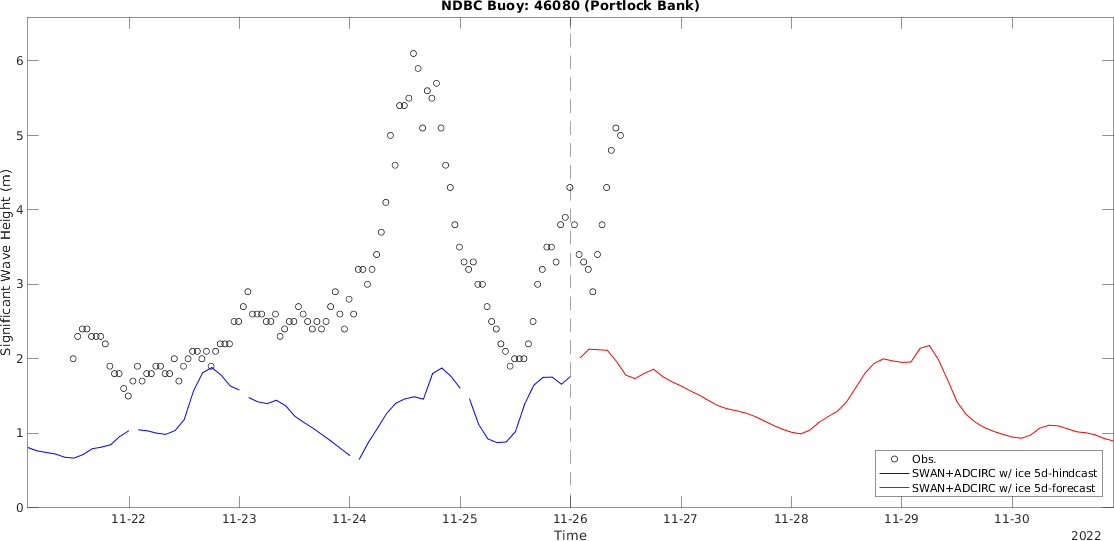 NDBC Buoy: 46080 (Portlock Bank)
Significant Wave Height (m)
6
5
4
3
2
1
0
Obs.
SWAN+ADCIRC w/ ice 5d-hindcast
SWAN+ADCIRC w/ ice 5d-forecast
11-22 11-23 11-24 11-25 11-26 11-27 11-28 11-29 11-30
Time
2022